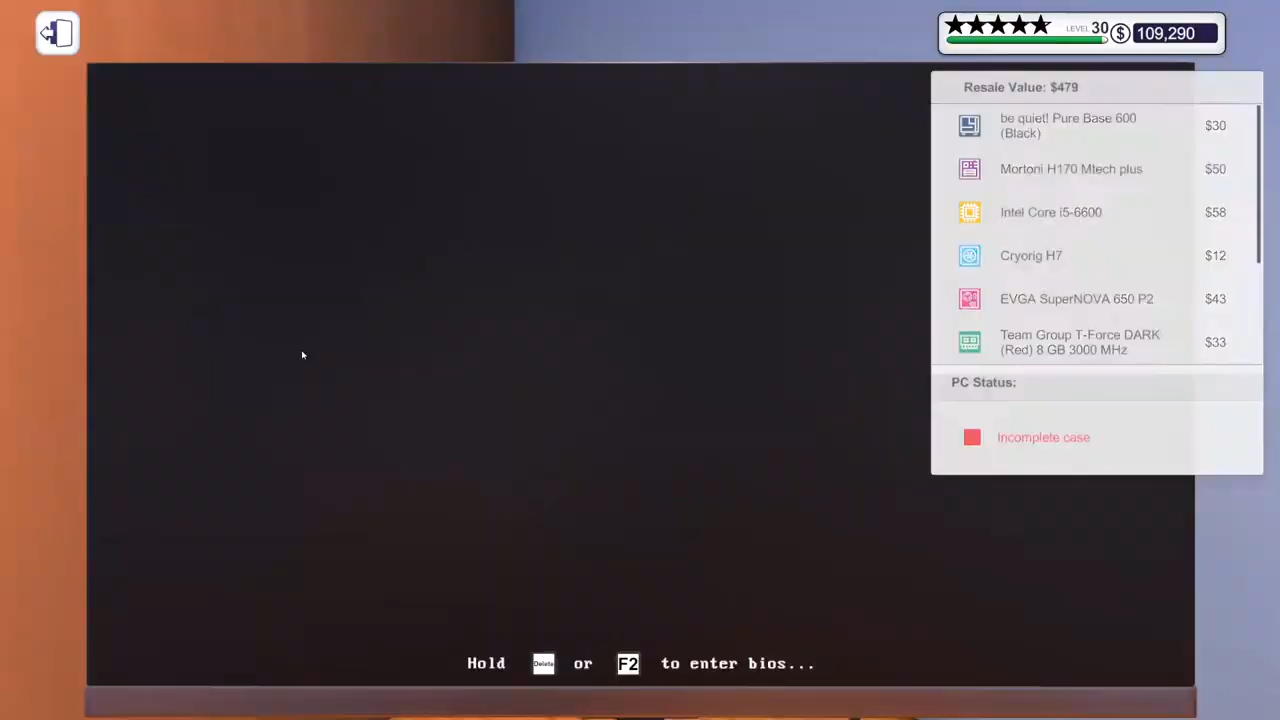 LEVEL 30 $ 109,290
Resale Value: $479
be quiet! Pure Base 600
(Black) $30
Mortoni H170 Mtech plus $50
Intel Core i5-6600 $58
Cryorig H7 $12
EVGA SuperNOVA 650 P2 $43
Team Group T-Force DARK
(Red) 8 GB 3000 MHz $33
PC Status:
Incomplete case
Hold Delete or F2 to enter bios...